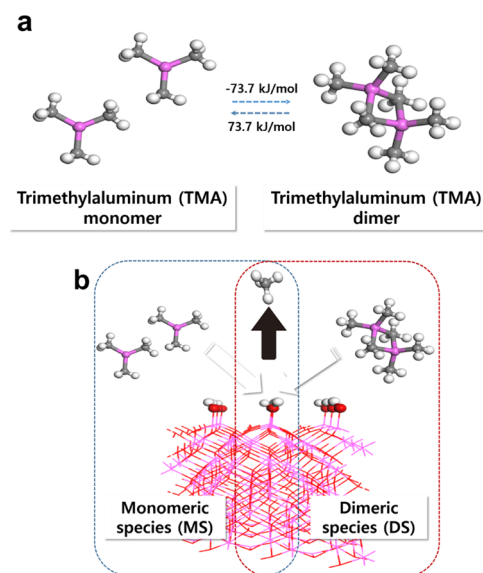 a
-73.7 kJ/mol
73.7 kJ/mol
Trimethylaluminum (TMA)
monomer
Trimethylaluminum (TMA)
dimer
b
Monomeric
species (MS)
Dimeric
species (DS)